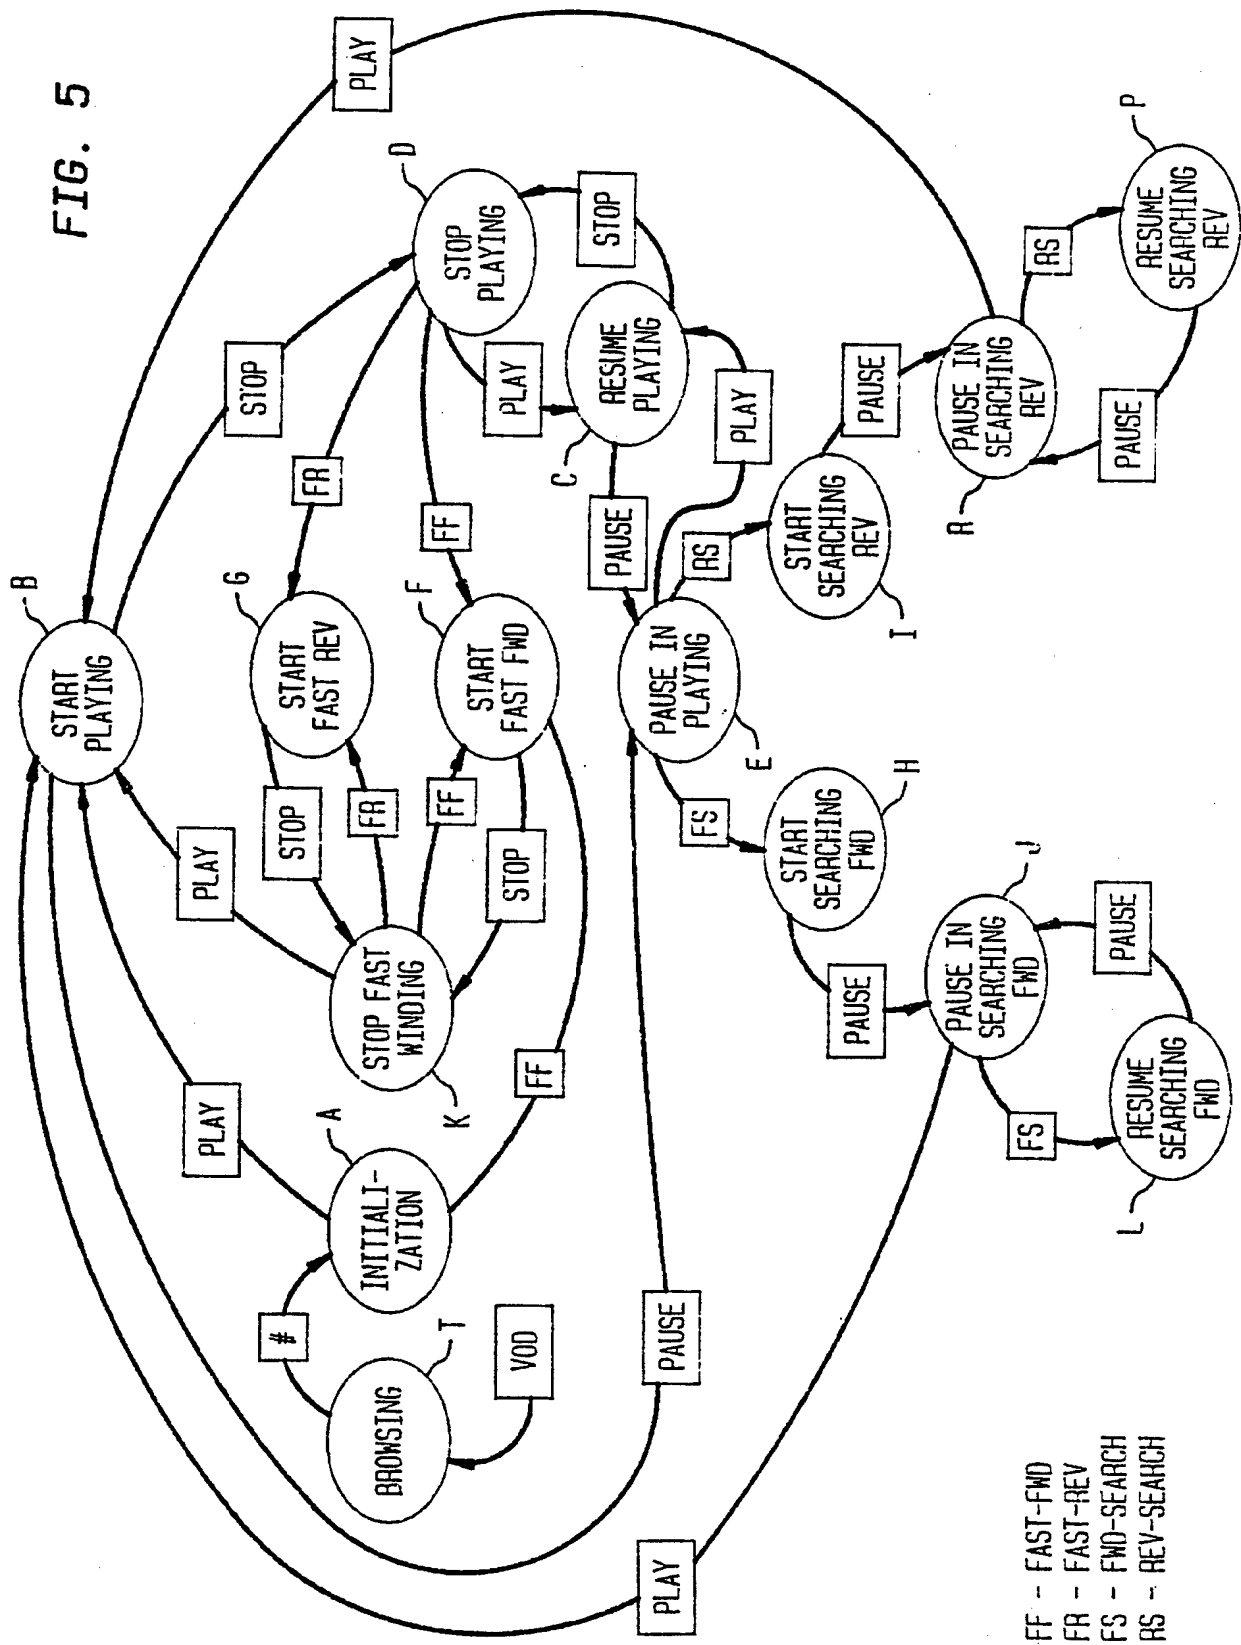 FIG. 5
PLAY
B
START
PLAYING
STOP
D
STOP
PLAYING
FR
G
START
FAST REV
STOP
FR
PLAY
FF
F
START
FAST FWD
FF
STOP
PLAY
STOP
RESUME
PLAYING
C
PAUSE
PLAY
STOP FAST
WINDING
K
PLAY
A
INITIALI-
ZATION
FF
#
BROWSING
T
VOD
PAUSE
PAUSE IN
PLAYING
E
RS
START
SEARCHING
REV
I
PAUSE
PAUSE IN
SEARCHING
REV
R
RS
RESUME
SEARCHING
REV
P
PAUSE
FS
START
SEARCHING
FWD
H
PAUSE
PAUSE IN
SEARCHING
FWD
J
PAUSE
FS
RESUME
SEARCHING
FWD
L
PLAY
FF - FAST-FWD
FR - FAST-REV
FS - FWD-SEARCH
RS - REV-SEARCH